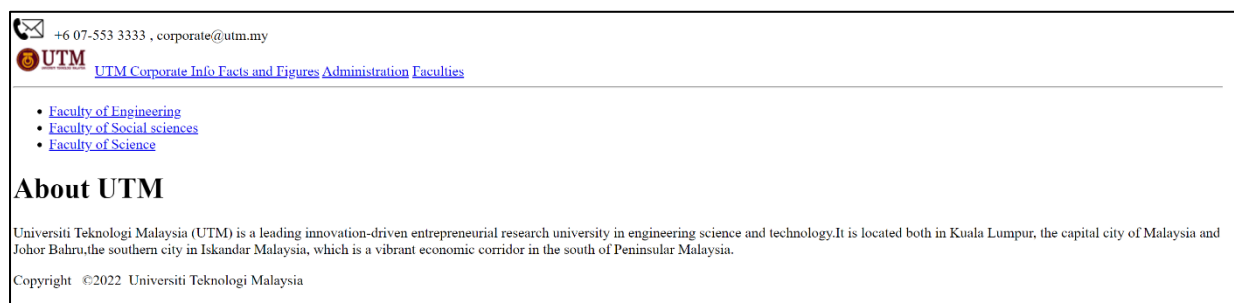 +6 07-553 3333 , corporate@utm.my
UTM
UTM Corporate Info Facts and Figures Administration Faculties
• Faculty of Engineering
• Faculty of Social sciences
• Faculty of Science
About UTM
Universiti Teknologi Malaysia (UTM) is a leading innovation-driven entrepreneurial research university in engineering science and technology.It is located both in Kuala Lumpur, the capital city of Malaysia and
Johor Bahru,the southern city in Iskandar Malaysia, which is a vibrant economic corridor in the south of Peninsular Malaysia.
Copyright ©2022 Universiti Teknologi Malaysia